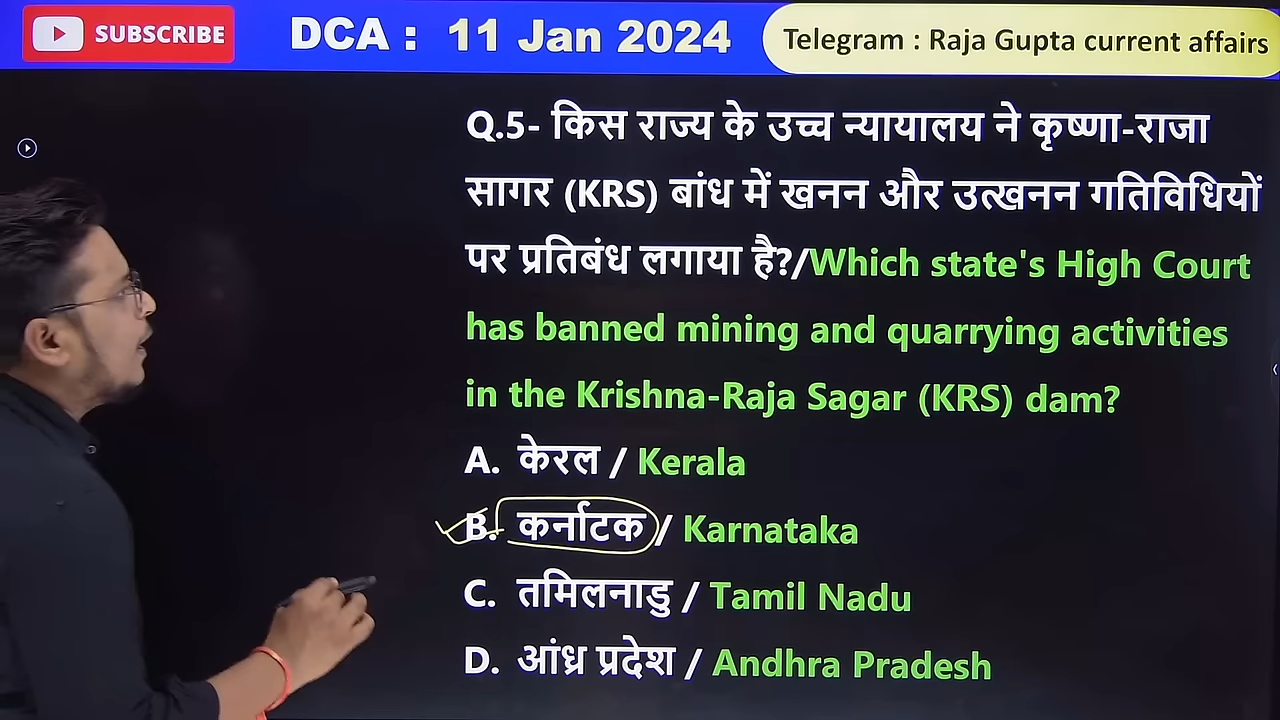 SUBSCRIBE
DCA : 11 Jan 2024
Telegram : Raja Gupta current affairs
Q.5- किस राज्य के उच्च न्यायालय ने कृष्णा-राजा
सागर (KRS) बांध में खनन और उत्खनन गतिविधियों
पर प्रतिबंध लगाया है?/Which state's High Court
has banned mining and quarrying activities
in the Krishna-Raja Sagar (KRS) dam?
A. केरल / Kerala
B. कर्नाटक / Karnataka
C. तमिलनाडु / Tamil Nadu
D. आंध्र प्रदेश / Andhra Pradesh